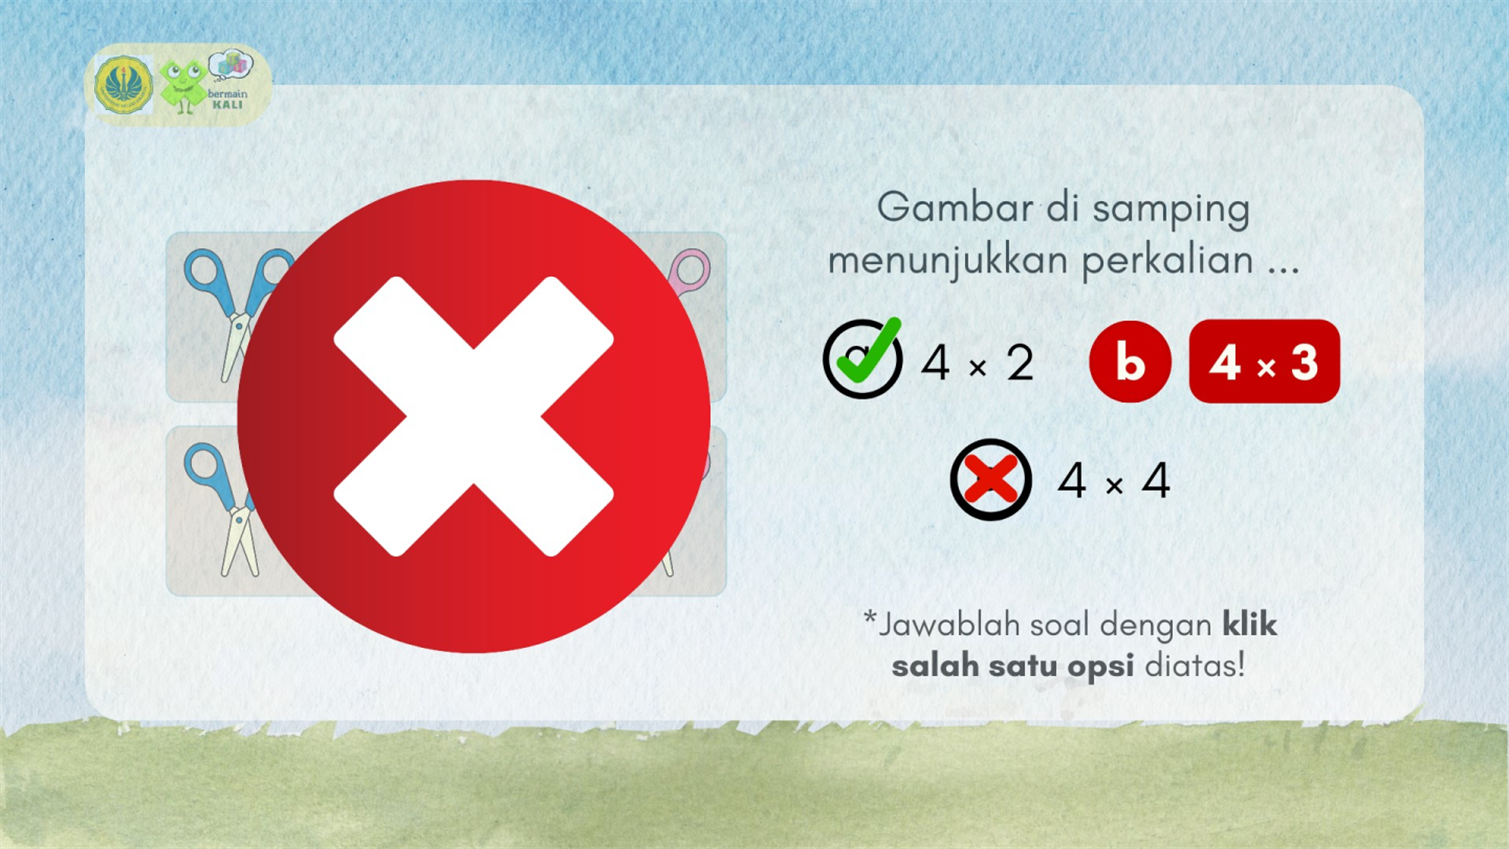 bermain
KALI
Gambar di samping
menunjukkan perkalian ...
4 × 2
b 4 × 3
4 × 4
*Jawablah soal dengan klik
salah satu opsi diatas!